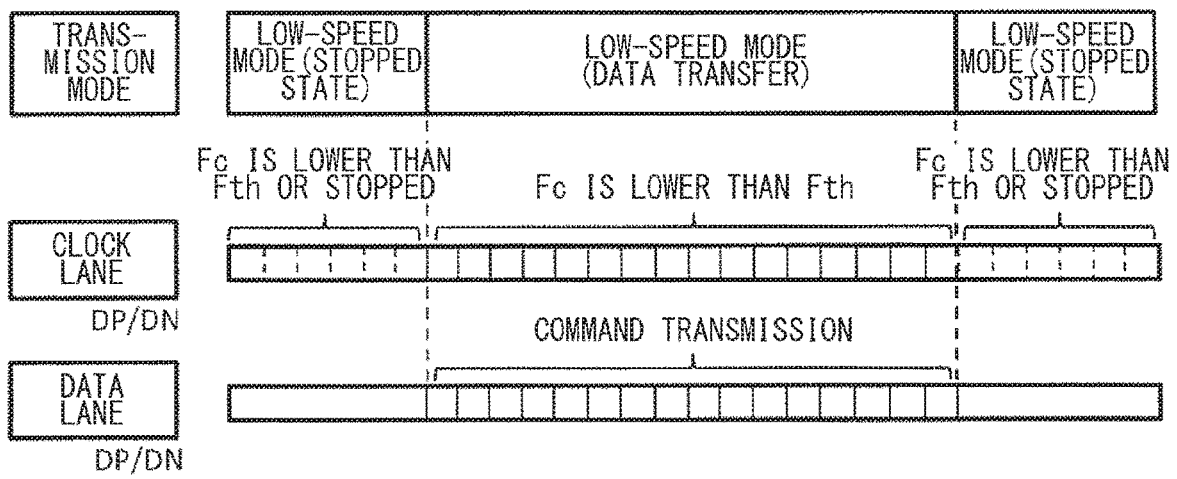 TRANS-
MISSION
MODE
LOW-SPEED
MODE(STOPPED
STATE)
LOW-SPEED MODE
(DATA TRANSFER)
LOW-SPEED
MODE(STOPPED
STATE)
Fc IS LOWER THAN
Fth OR STOPPED
Fc IS LOWER THAN Fth
Fc IS LOWER THAN
Fth OR STOPPED
CLOCK
LANE
DP/DN
COMMAND TRANSMISSION
DATA
LANE
DP/DN